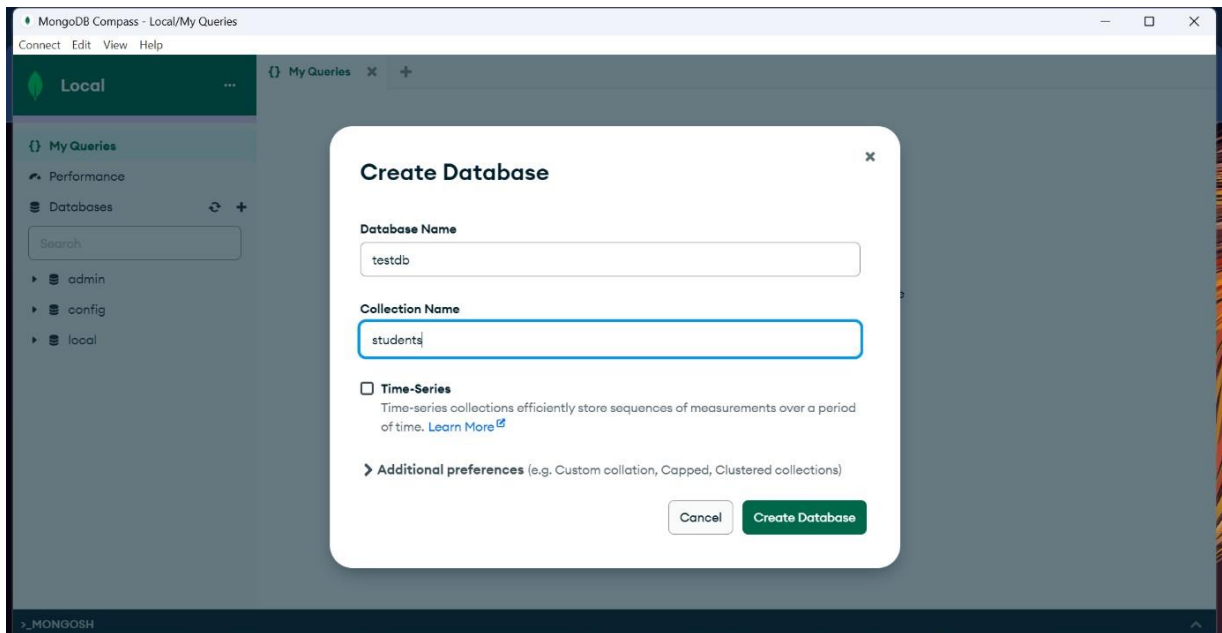 MongoDB Compass - Local/My Queries
Connect Edit View Help
Local ...
{} My Queries
{} My Queries
Performance
Databases
Search
admin
config
local
Create Database
Database Name
testdb
Collection Name
students
Time-Series
Time-series collections efficiently store sequences of measurements over a period
of time. Learn More
Additional preferences (e.g. Custom collation, Capped, Clustered collections)
Cancel Create Database
>_MONGOSH